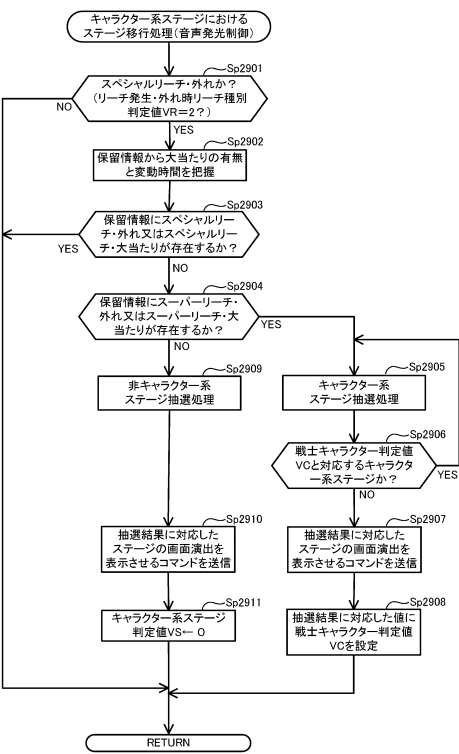 キャラクター系ステージにおける
ステージ移行処理(音声発光制御)
Sp2901
スペシャルリーチ・外れか?
(リーチ発生・外れ時リーチ種別
判定値VR=2?)
NO
YES
Sp2902
保留情報から大当たりの有無
と変動時間を把握
Sp2903
保留情報にスペシャルリー
チ・外れ又はスペシャルリー
チ・大当たりが存在するか?
YES
NO
Sp2904
保留情報にスーパーリーチ・
外れ又はスーパーリーチ・大
当たりが存在するか?
YES
NO
Sp2909
非キャラクター系
ステージ抽選処理
Sp2905
キャラクター系
ステージ抽選処理
Sp2906
戦士キャラクター判定値
VCと対応するキャラクタ
ー系ステージか?
YES
NO
Sp2910
抽選結果に対応した
ステージの画面演出を
表示させるコマンドを送信
Sp2907
抽選結果に対応した
ステージの画面演出を
表示させるコマンドを送信
Sp2911
キャラクター系ステージ
判定値VS← 0
Sp2908
抽選結果に対応した値に
戦士キャラクター判定値
VCを設定
RETURN